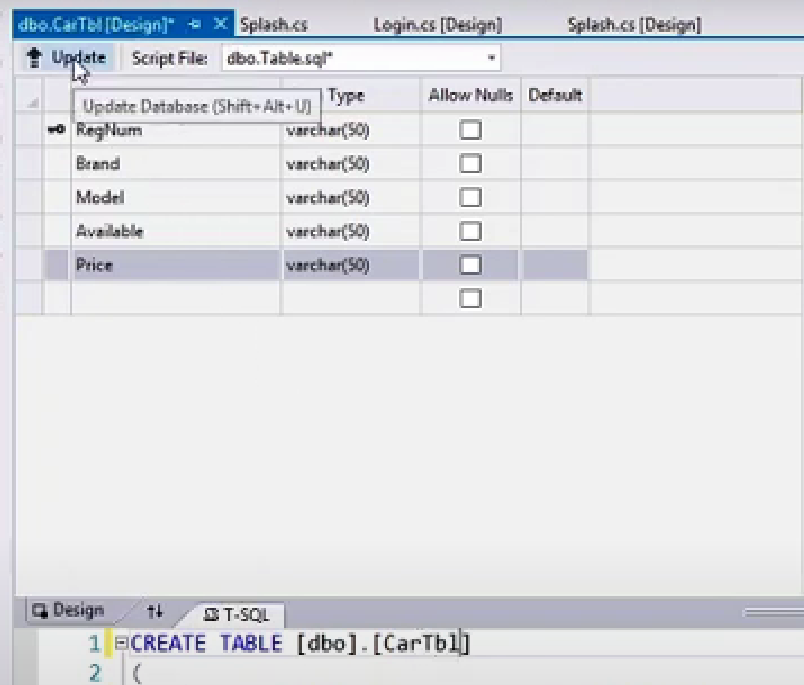 dbo.CarTbl [Design]* Splash.cs Login.cs [Design] Splash.cs [Design]
Update Script File: dbo.Table.sql*
Type Allow Nulls Default
Update Database (Shift+Alt+U)
RegNum varchar(50)
Brand varchar(50)
Model varchar(50)
Available varchar(50)
Price varchar(50)
Design T-SQL
1 CREATE TABLE [dbo].[CarTbl]
2 (